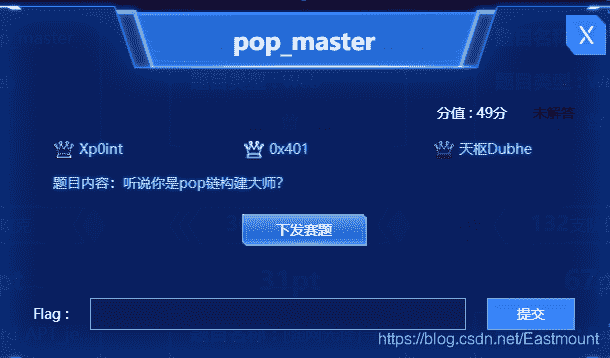 pop_master
X
分值 : 49分 未解答
Xp0int 0x401 天枢Dubhe
题目内容：听说你是pop链构建大师？
下发赛题
31pt
Flag : 提交
https://blog.csdn.net/Eastmount